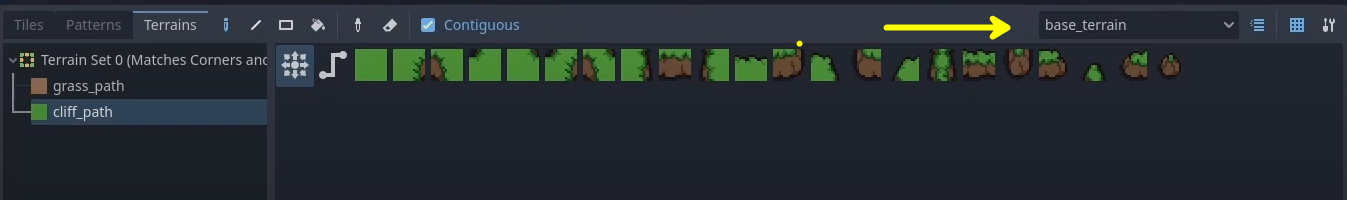 Tiles Patterns Terrains Contiguous base_terrain
Terrain Set 0 (Matches Corners and
grass_path
cliff_path